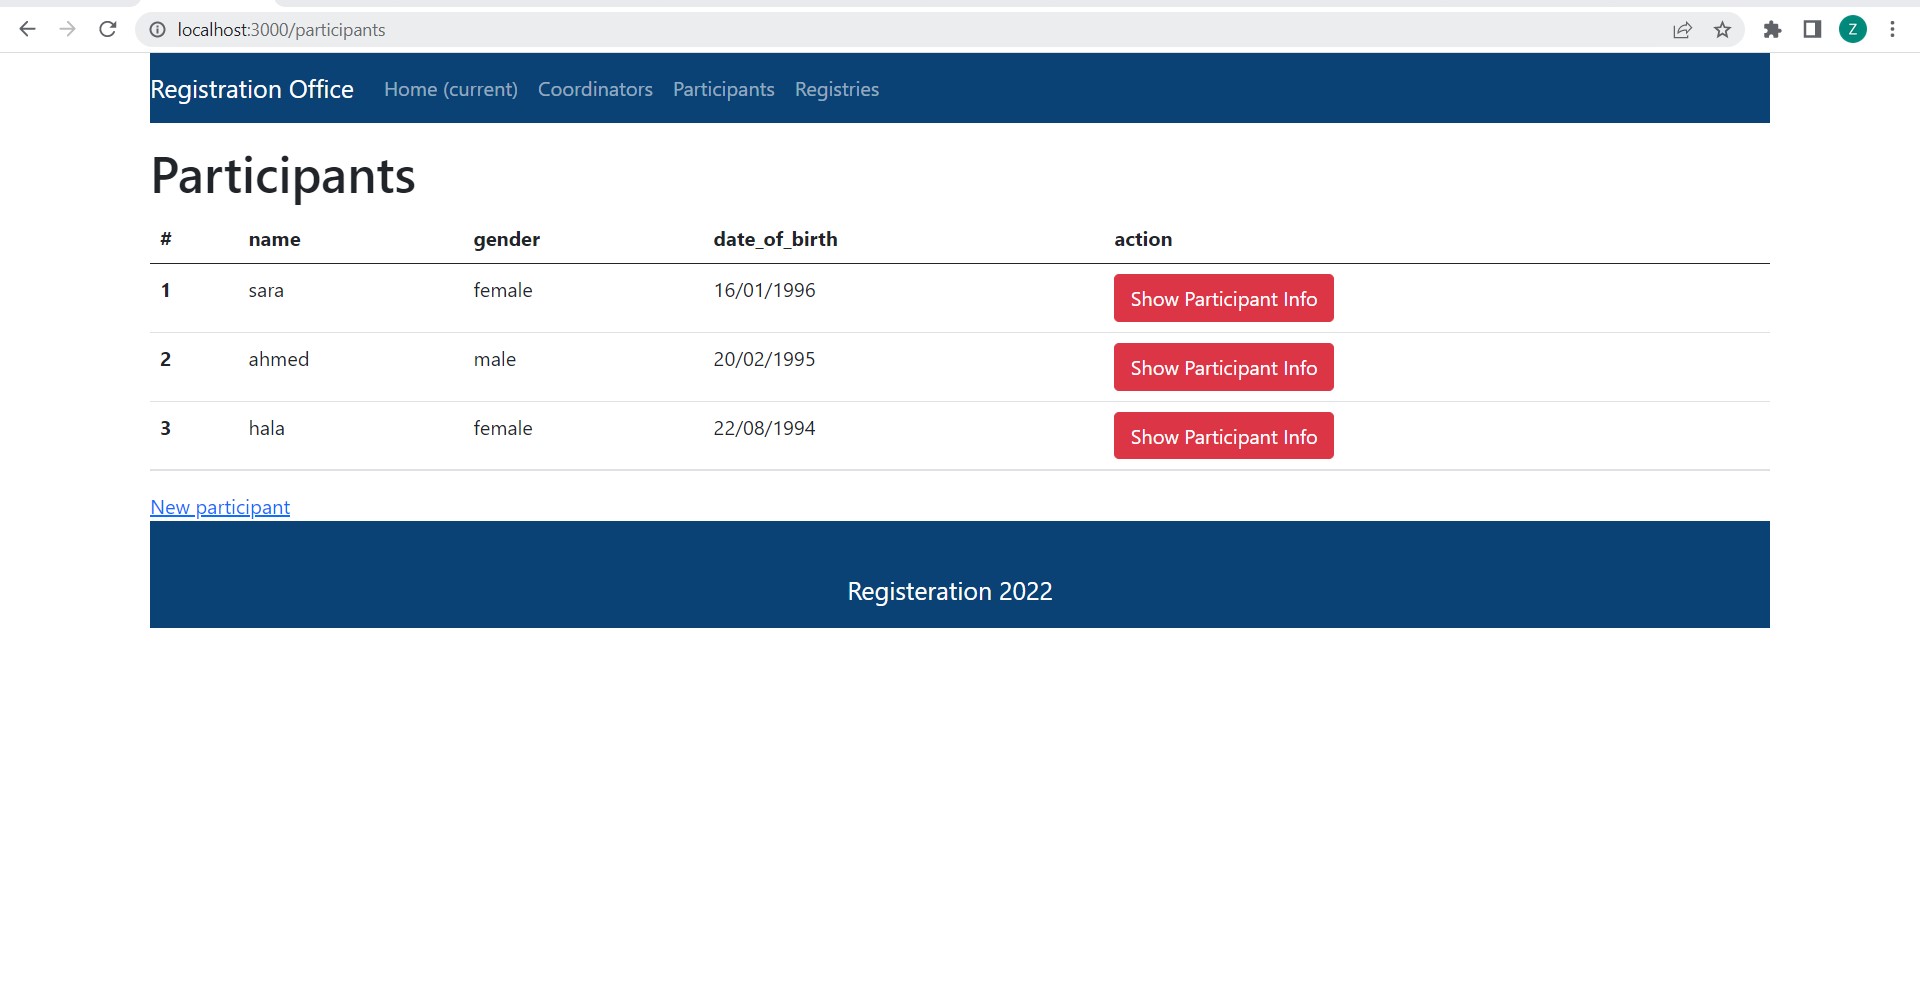 localhost:3000/participants
Z
Registration Office Home (current) Coordinators Participants Registries
Participants
# name gender date_of_birth action
1 sara female 16/01/1996 Show Participant Info
2 ahmed male 20/02/1995 Show Participant Info
3 hala female 22/08/1994 Show Participant Info
New participant
Registeration 2022